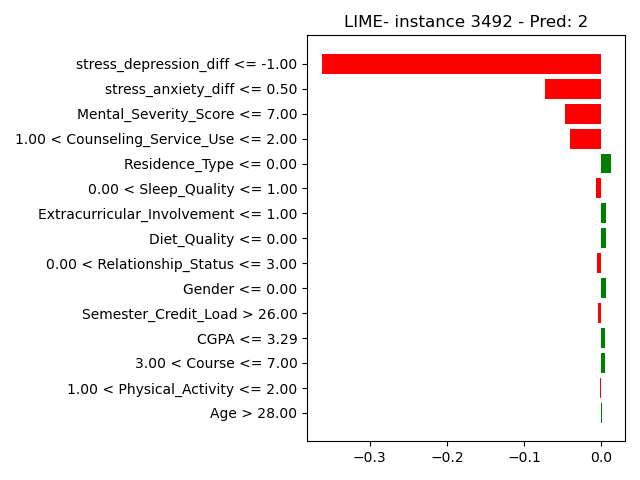 LIME- instance 3492 - Pred: 2
stress_depression_diff <= -1.00
stress_anxiety_diff <= 0.50
Mental_Severity_Score <= 7.00
1.00 < Counseling_Service_Use <= 2.00
Residence_Type <= 0.00
0.00 < Sleep_Quality <= 1.00
Extracurricular_Involvement <= 1.00
Diet_Quality <= 0.00
0.00 < Relationship_Status <= 3.00
Gender <= 0.00
Semester_Credit_Load > 26.00
CGPA <= 3.29
3.00 < Course <= 7.00
1.00 < Physical_Activity <= 2.00
Age > 28.00
−0.3 −0.2 −0.1 0.0